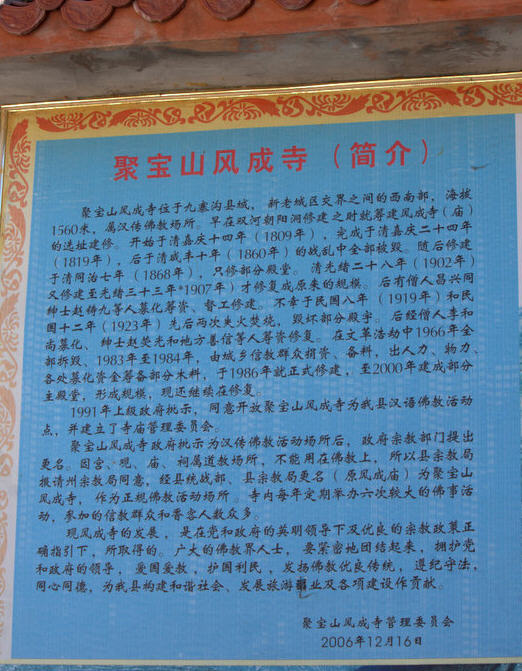 聚宝山风成寺（简介）
聚宝山风成寺位于九寨沟县城， 新老城区交界之间的西南部，海拔
1560米，属汉传佛教场所。早在双河朝阳洞修建之时就筹建风成寺（庙）
的选址建修。 开始于清嘉庆十四年（1809年），完成于清嘉庆二十四年
（1819年），后于清咸丰十年（1860年）的战乱中全部被毁。随后修建
于清同治七年（1868年），只修部分殿堂。 清光绪二十八年（1902年）
又修建至光绪三十三年*1907年）才修复成原来的规模。 后有僧人昌兴同
绅士赵倚九等人募化筹资、督工修建。 不幸于民国八年（1919年）和民
国十二年（1923年）先后两次失火焚烧， 毁坏部分殿宇。后经僧人李和
尚募化、 绅士赵荧光和地方善信等人筹资修复。在文革活动中1966年全
部拆毁、1983年至1984年，由城乡信教群众捐资、备料，出人力、物力、
各处募化资金筹备部分木料，于1986年就正式修建， 至2000年建成部分
主殿堂，形成规模，现还继续在修复。
1991年上级政府批示，同意开放聚宝山风成寺为我县汉语佛教活动
点，并建立了寺庙管理委员会。
聚宝山风成寺政府批示为汉传佛教活动场所后， 政府宗教部门提出
更名。因宫、观、庙、祠属道教场所，不能用在佛教上，所以县宗教局
报请州宗教局同意，经县统战部、县宗教局更名（ 原风成庙）为聚宝山
风成寺， 作为正规佛教活动场所。寺内每年定期举办六次较大的佛事活
动，参加的信教群众和香客人数众多。
现风成寺的发展， 是在党和政府的英明领导下及优良的宗教政策正
确指引下，所取得的。广大的佛教界人士， 要紧密地团结起来，拥护党
和政府的领导， 爱国爱教，护国利民，发扬佛教优良传统， 遵纪守法，
同心同德，为我县构建和谐社会、发展旅游事业及各项建设作贡献。
聚宝山风成寺管理委员会
2006年12月16日